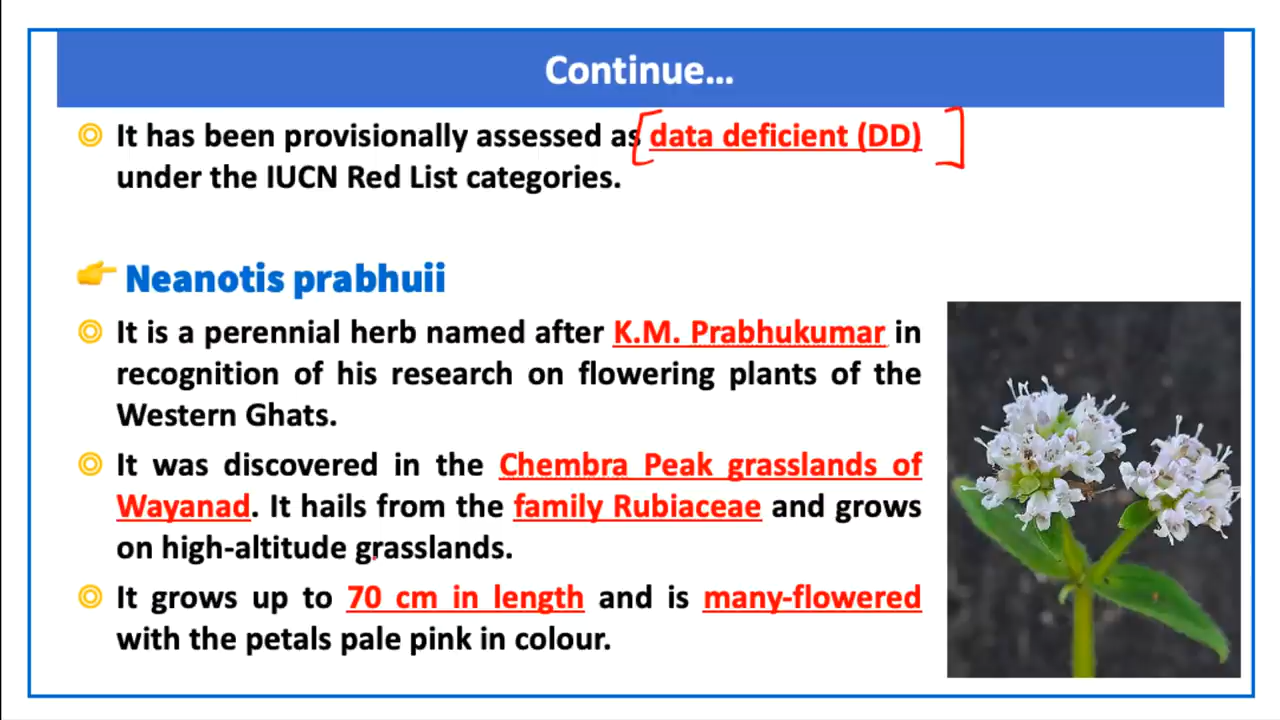 Continue...
It has been provisionally assessed as data deficient (DD)
under the IUCN Red List categories.
Neanotis prabhuii
It is a perennial herb named after K.M. Prabhukumar in
recognition of his research on flowering plants of the
Western Ghats.
It was discovered in the Chembra Peak grasslands of
Wayanad. It hails from the family Rubiaceae and grows
on high-altitude grasslands.
It grows up to 70 cm in length and is many-flowered
with the petals pale pink in colour.